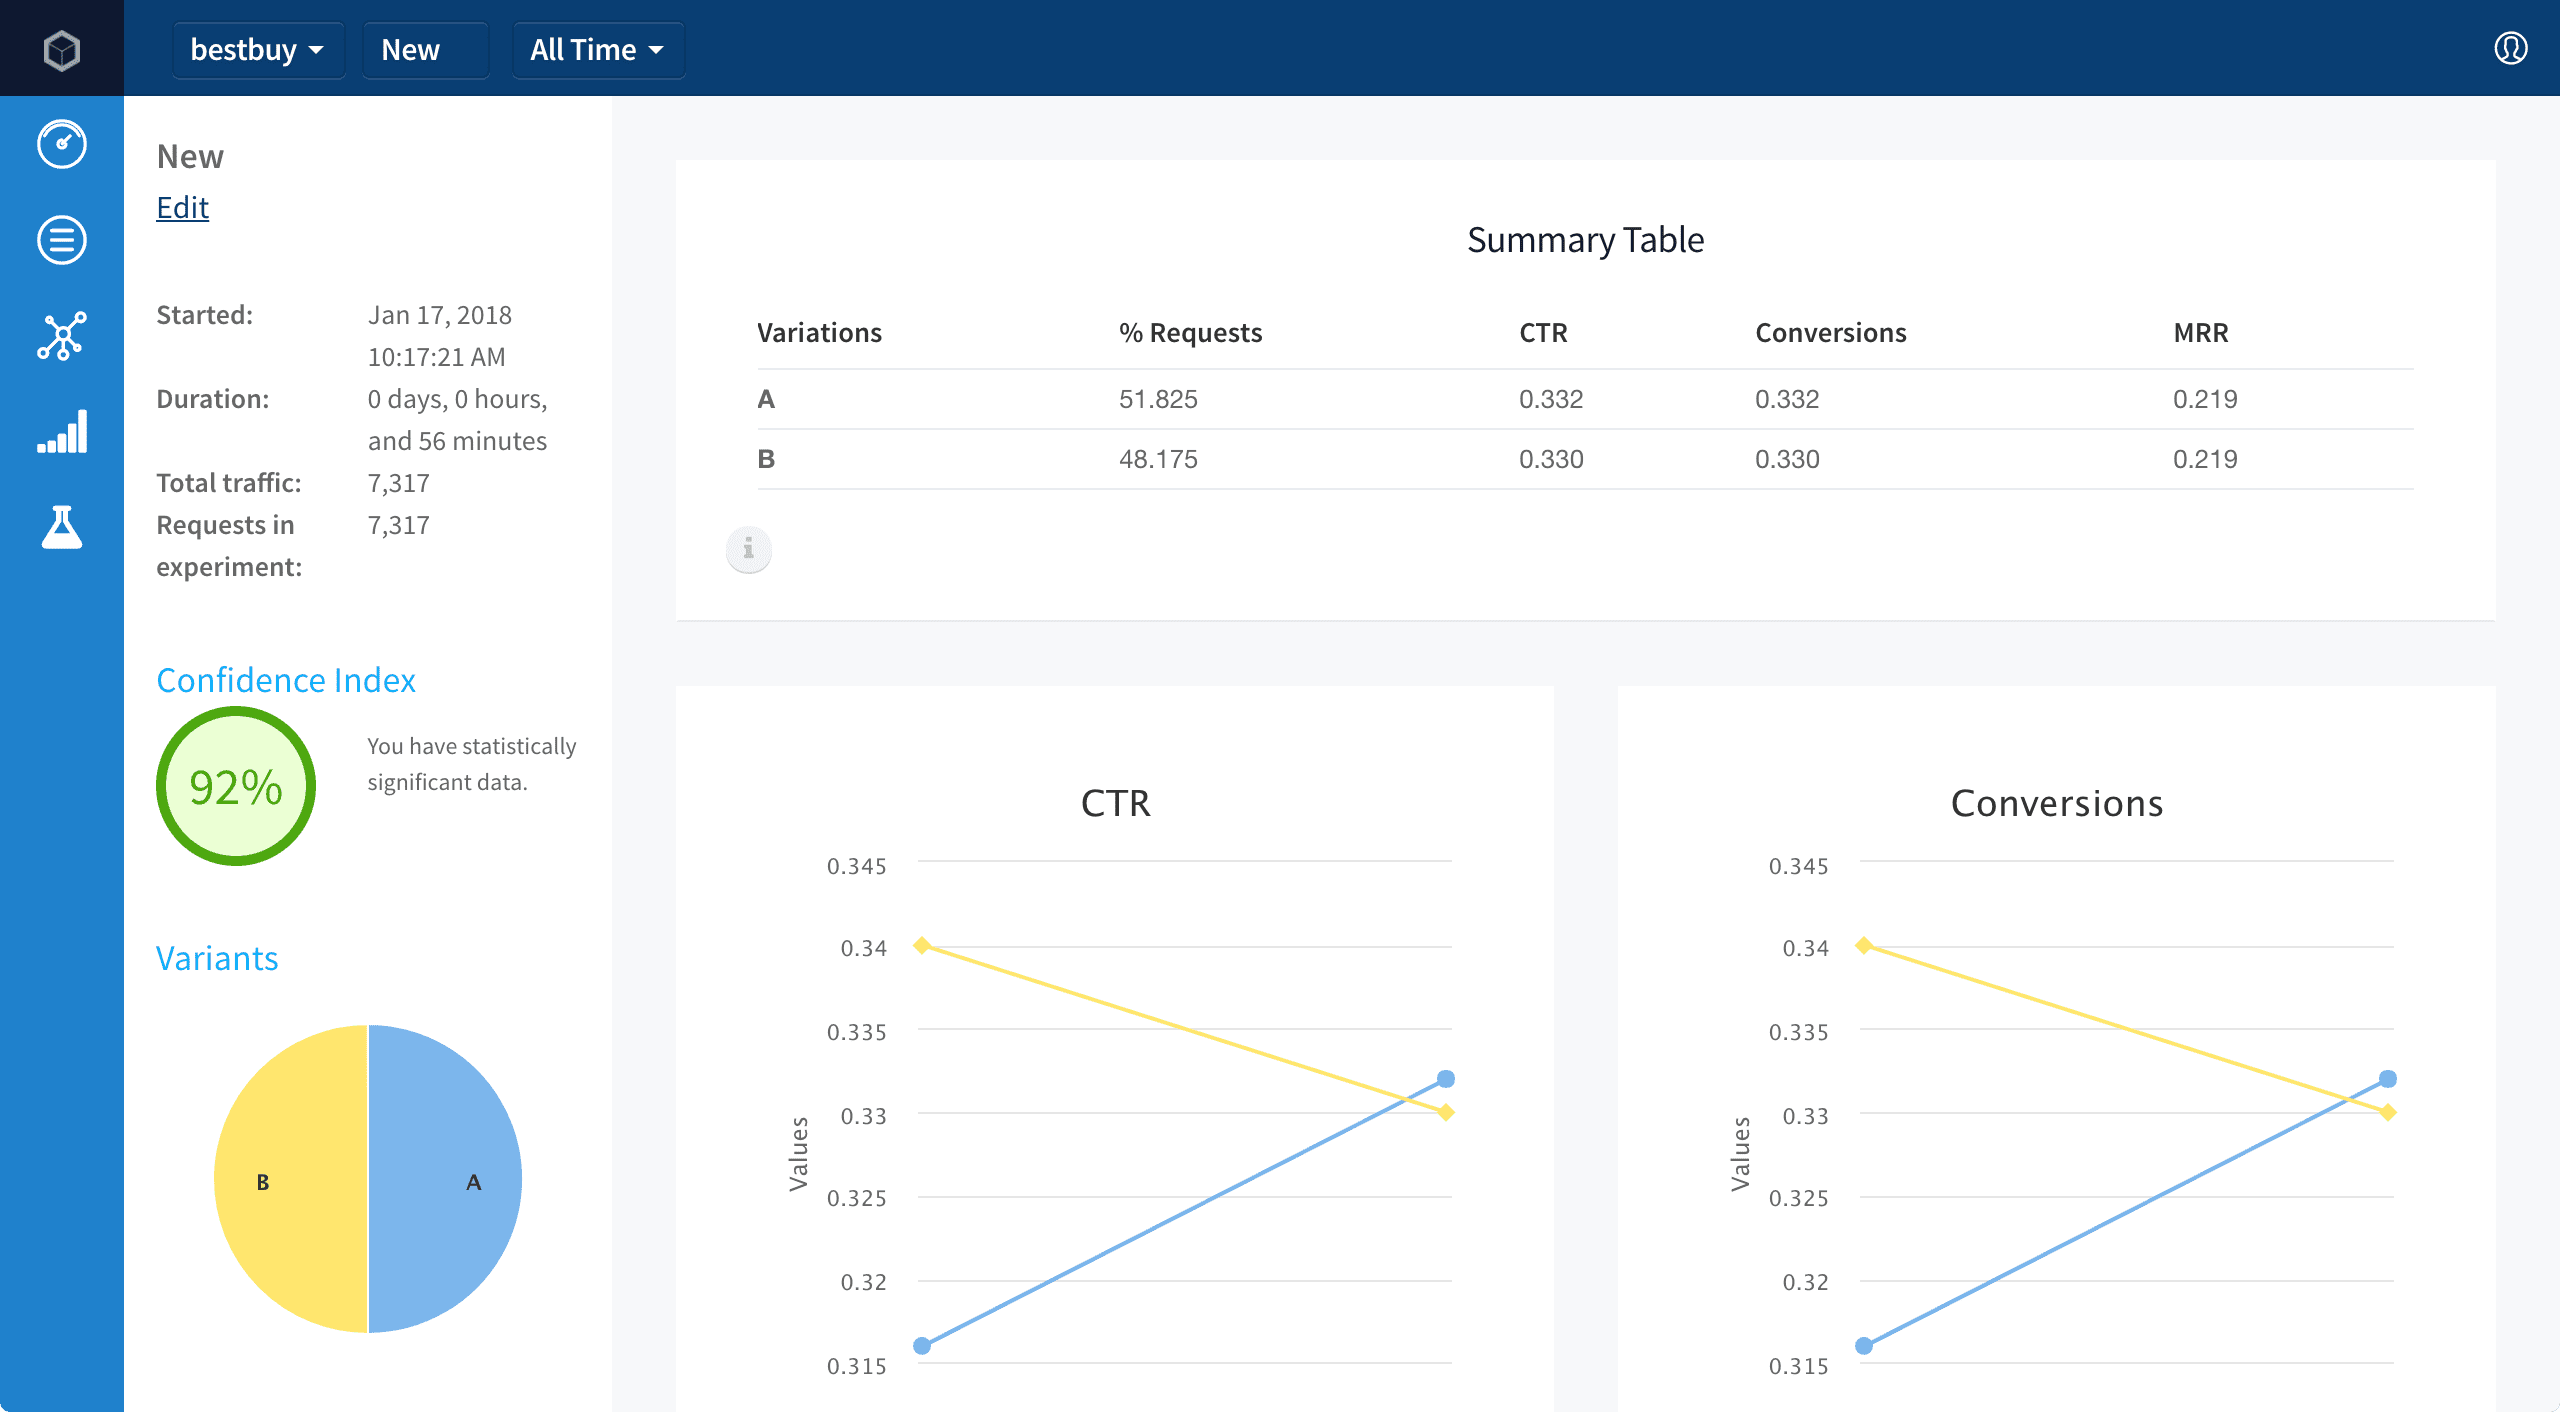 bestbuy
New
All Time
New
Edit
Started: Jan 17, 2018
10:17:21 AM
Duration: 0 days, 0 hours,
and 56 minutes
Total traffic: 7,317
Requests in 7,317
experiment:
Confidence Index
92%
You have statistically
significant data.
Variants
B
A
Summary Table
Variations % Requests CTR Conversions MRR
A 51.825 0.332 0.332 0.219
B 48.175 0.330 0.330 0.219
i
CTR
Values
0.345
0.34
0.335
0.33
0.325
0.32
0.315
Conversions
Values
0.345
0.34
0.335
0.33
0.325
0.32
0.315